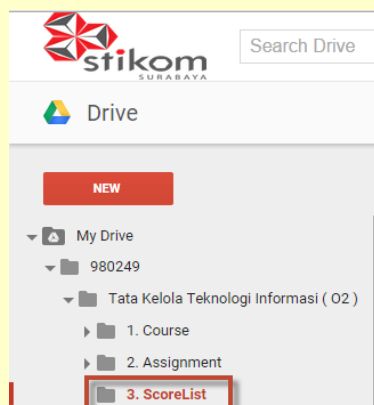 stikom
SURABAYA
Search Drive
Drive
NEW
My Drive
980249
Tata Kelola Teknologi Informasi ( O2 )
1. Course
2. Assignment
3. ScoreList